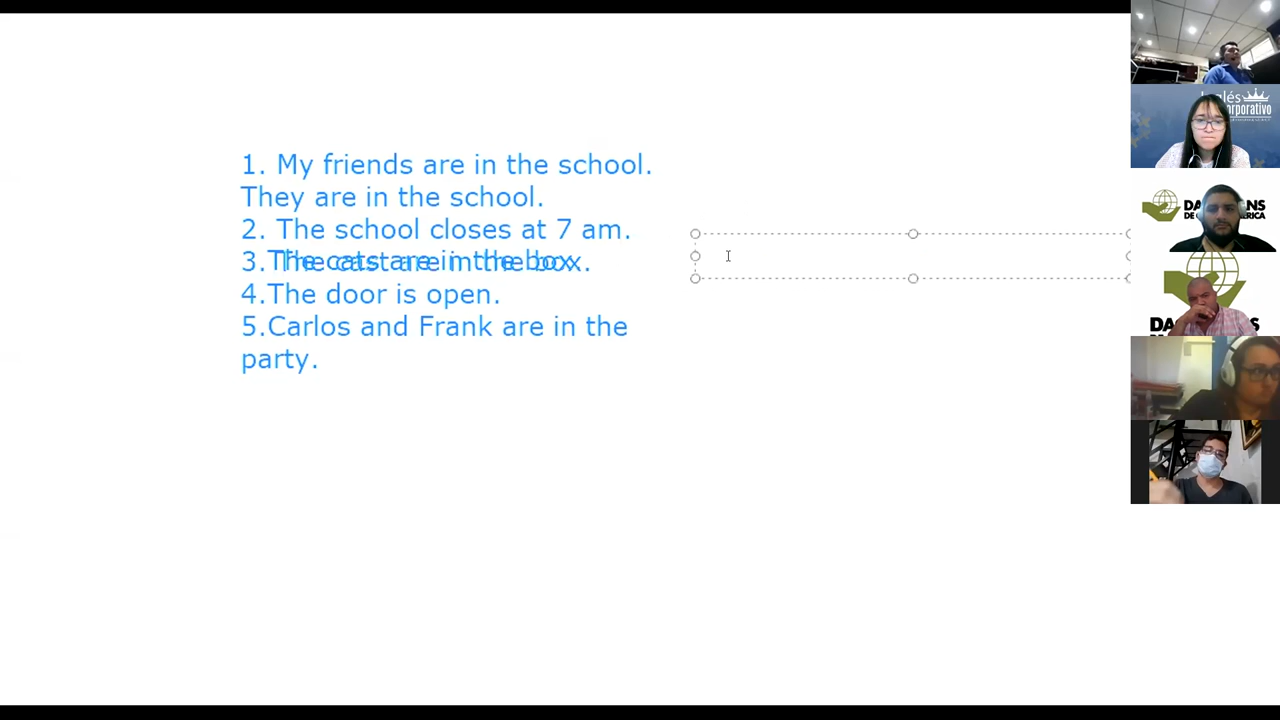 1. My friends are in the school.
They are in the school.
2. The school closes at 7 am.
3. The cats are in the box.
4.The door is open.
5.Carlos and Frank are in the
party.
Inglés